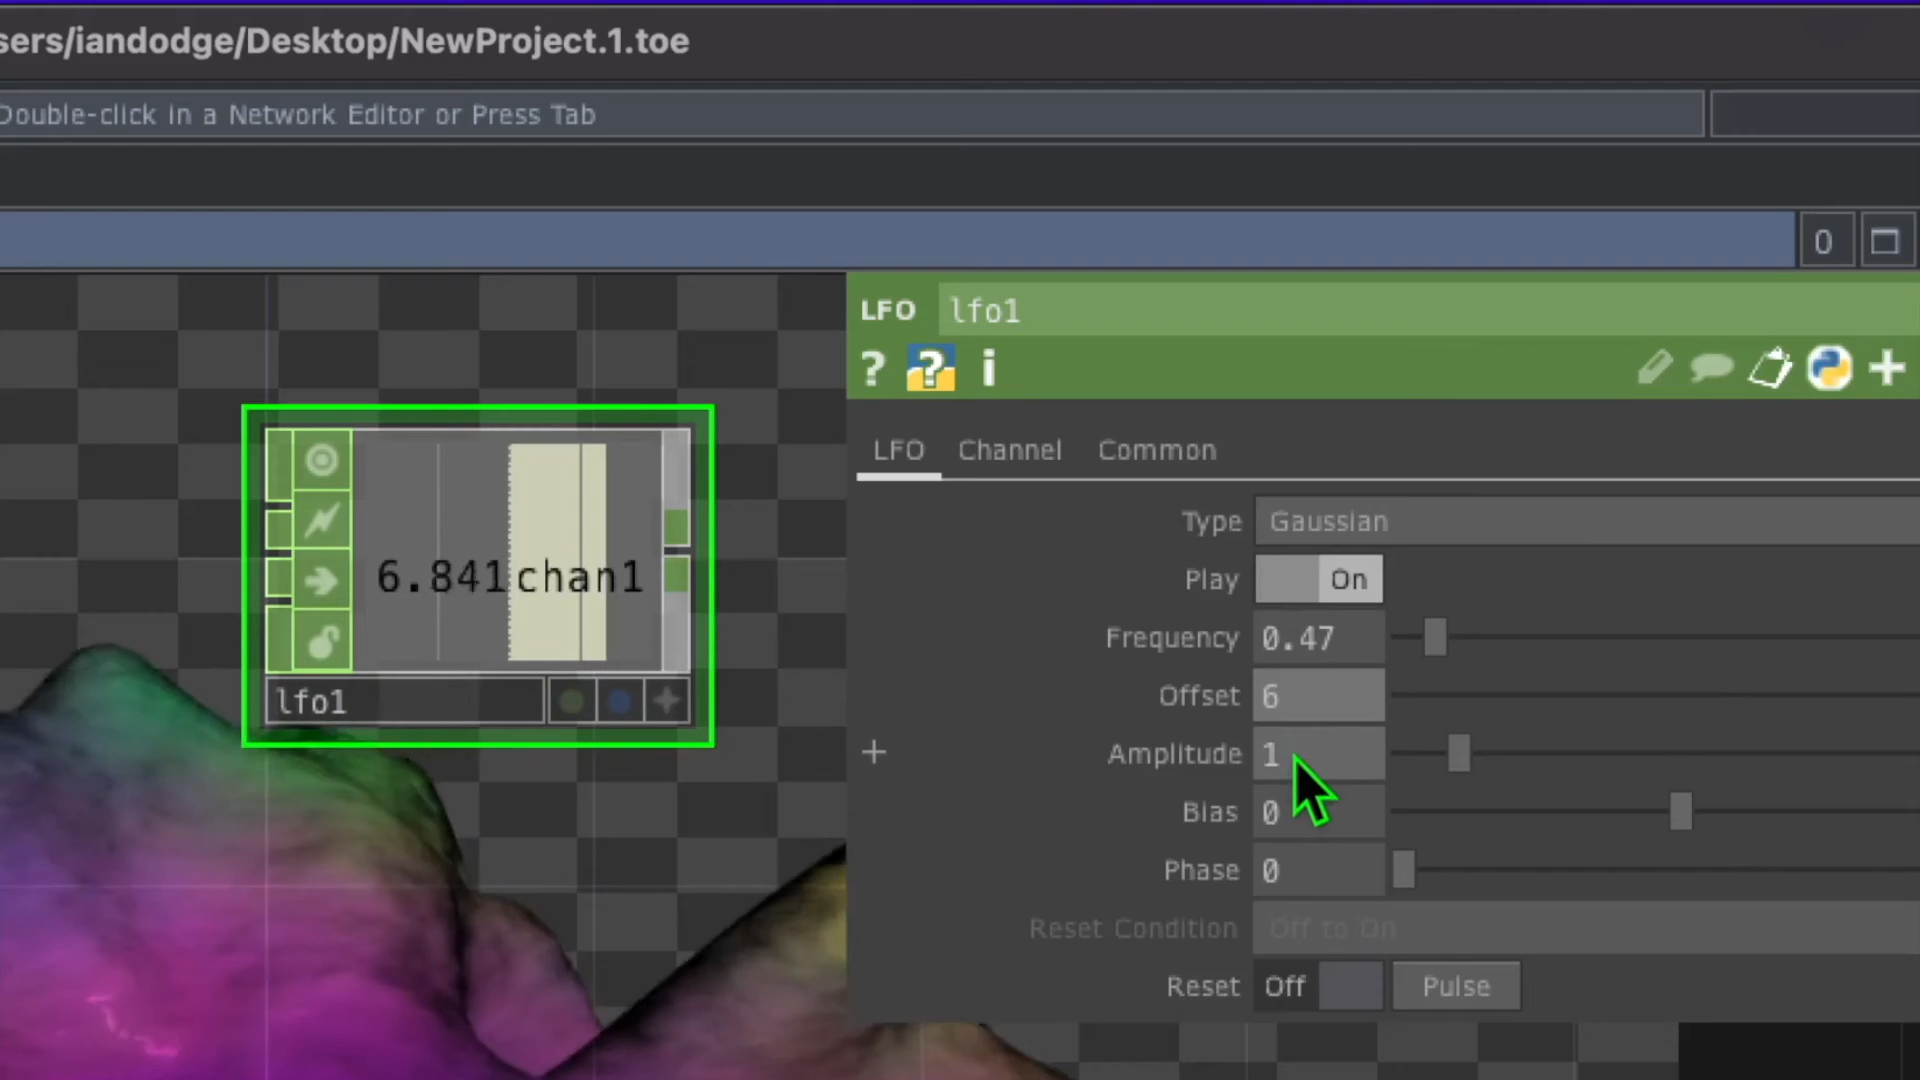 sers/iandodge/Desktop/NewProject.1.toe
Double-click in a Network Editor or Press Tab
0
LFO lfo1
? ? i
LFO Channel Common
Type Gaussian
Play On
Frequency 0.47
Offset 6
+ Amplitude 1
Bias 0
Phase 0
Reset Condition Off to On
Reset Off Pulse
6.841 chan1
lfo1